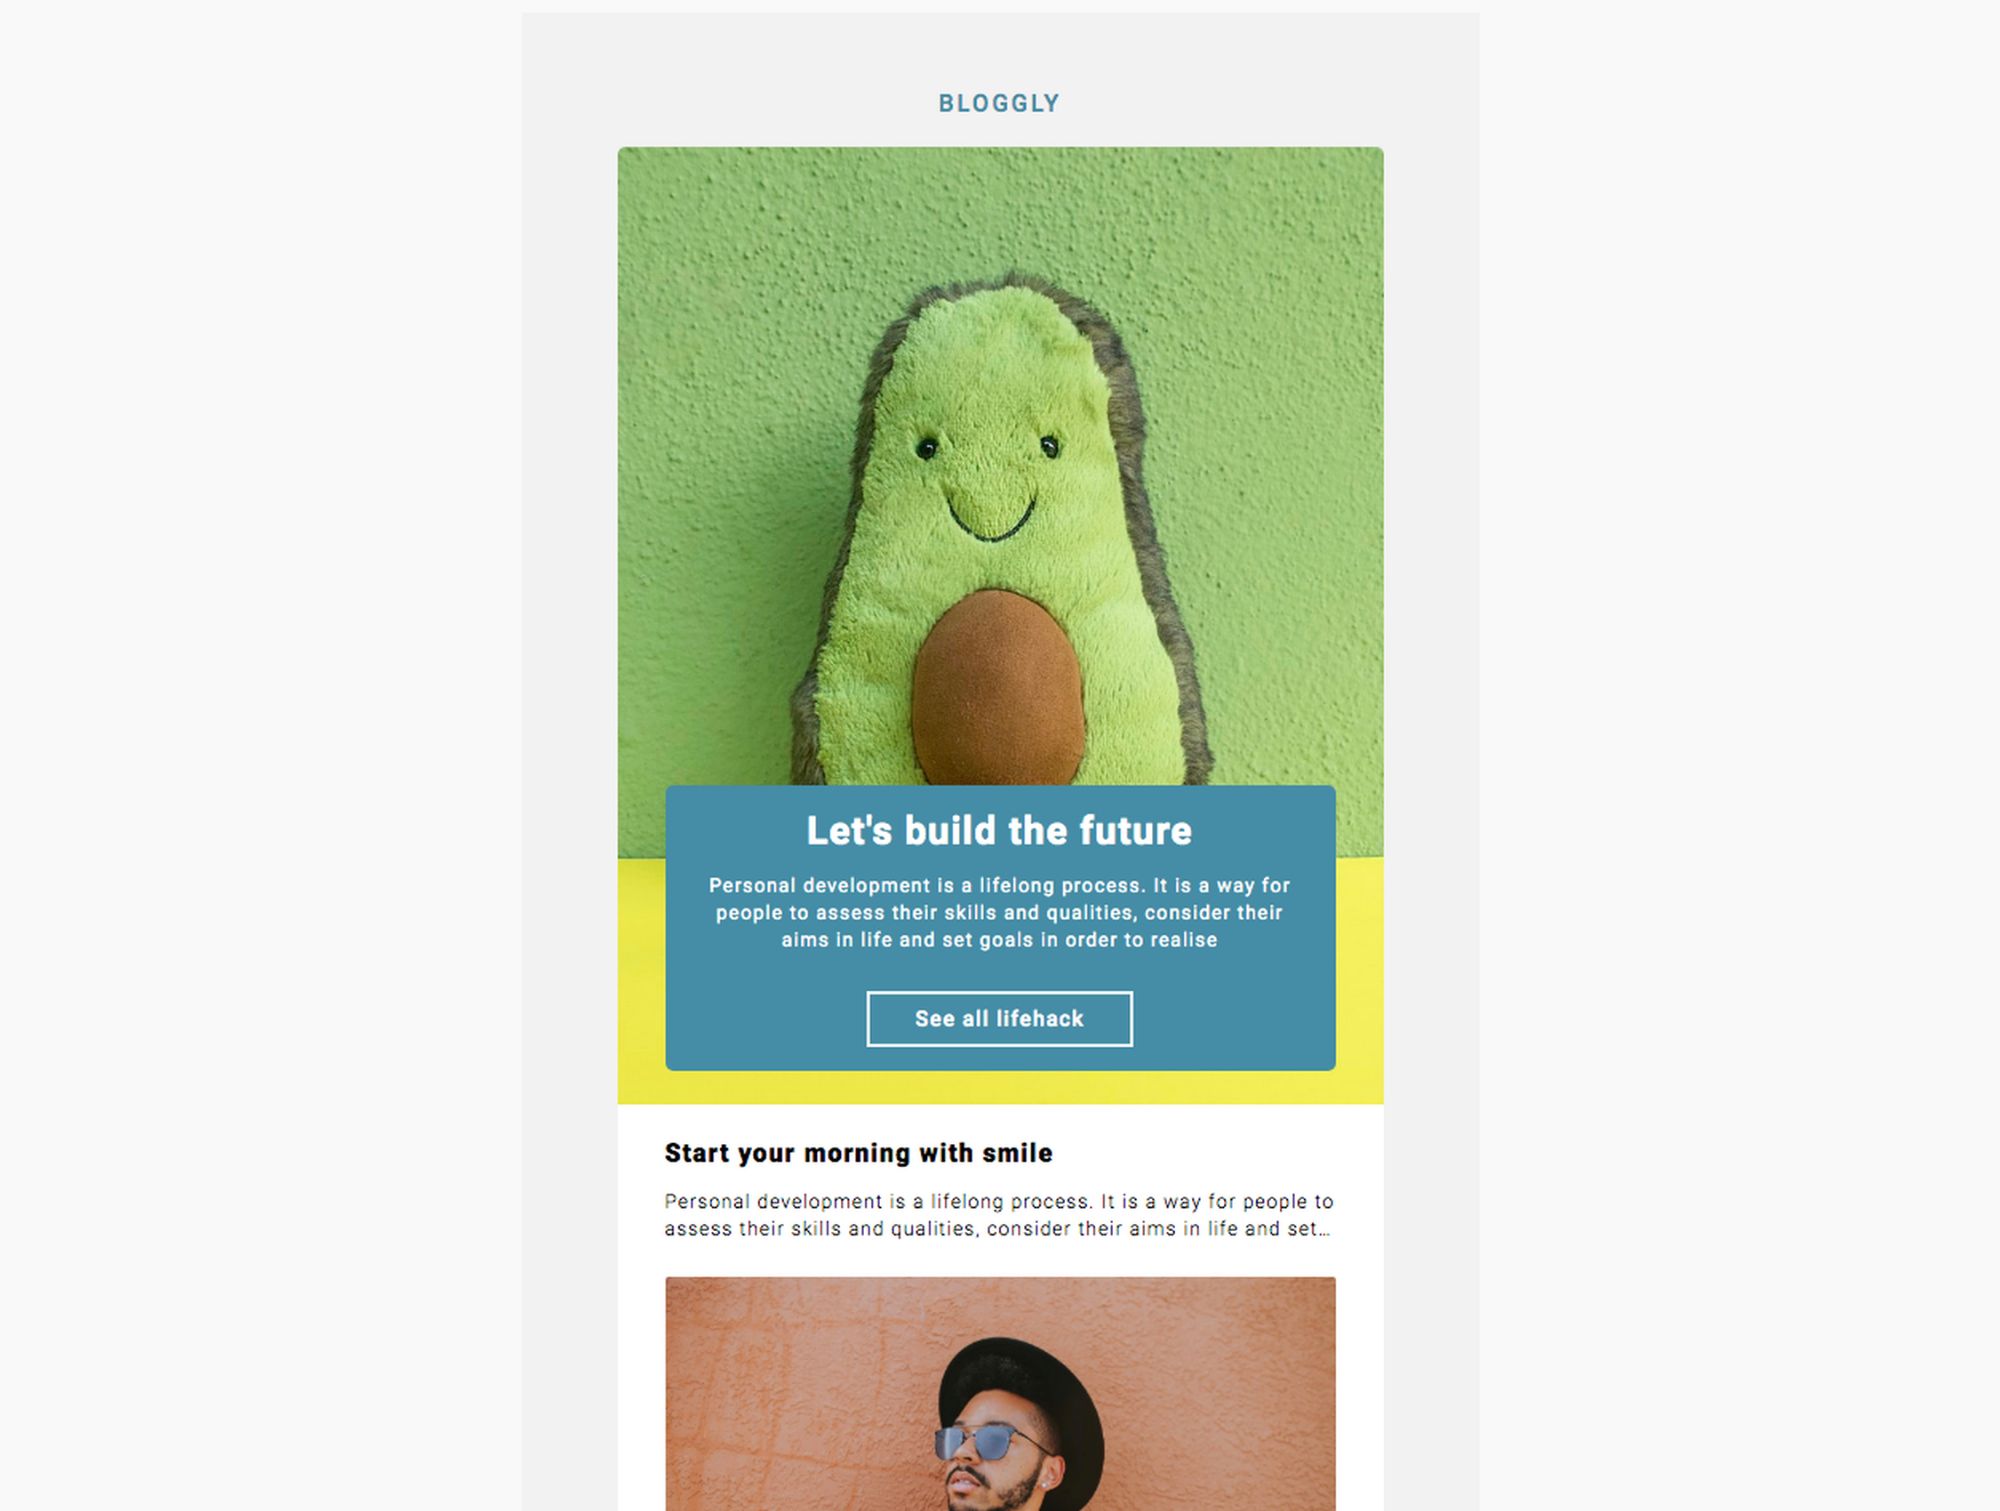 BLOGGLY
Let's build the future
Personal development is a lifelong process. It is a way for
people to assess their skills and qualities, consider their
aims in life and set goals in order to realise
See all lifehack
Start your morning with smile
Personal development is a lifelong process. It is a way for people to
assess their skills and qualities, consider their aims in life and set...